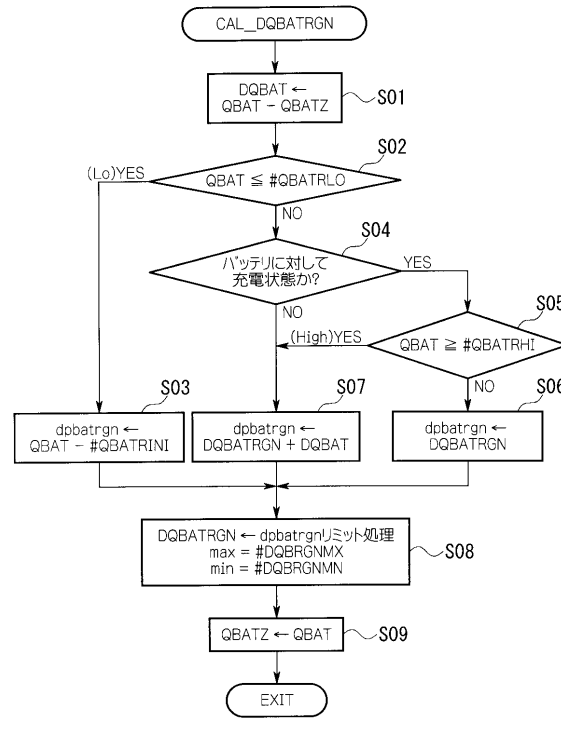 CAL_DQBATRGN
DQBAT ←
QBAT - QBATZ
S01
S02
(Lo)YES
QBAT ≦ #QBATRLO
NO
S04
バッテリに対して
充電状態か?
YES
NO
S05
(High)YES
QBAT ≧ #QBATRHI
NO
S03
dpbatrgn ←
QBAT - #QBATRINI
S07
dpbatrgn ←
DQBATRGN + DQBAT
S06
dpbatrgn ←
DQBATRGN
DQBATRGN ← dpbatrgnリミット処理
max = #DQBRGNMX
min = #DQBRGNMN
S08
QBATZ ← QBAT
S09
EXIT